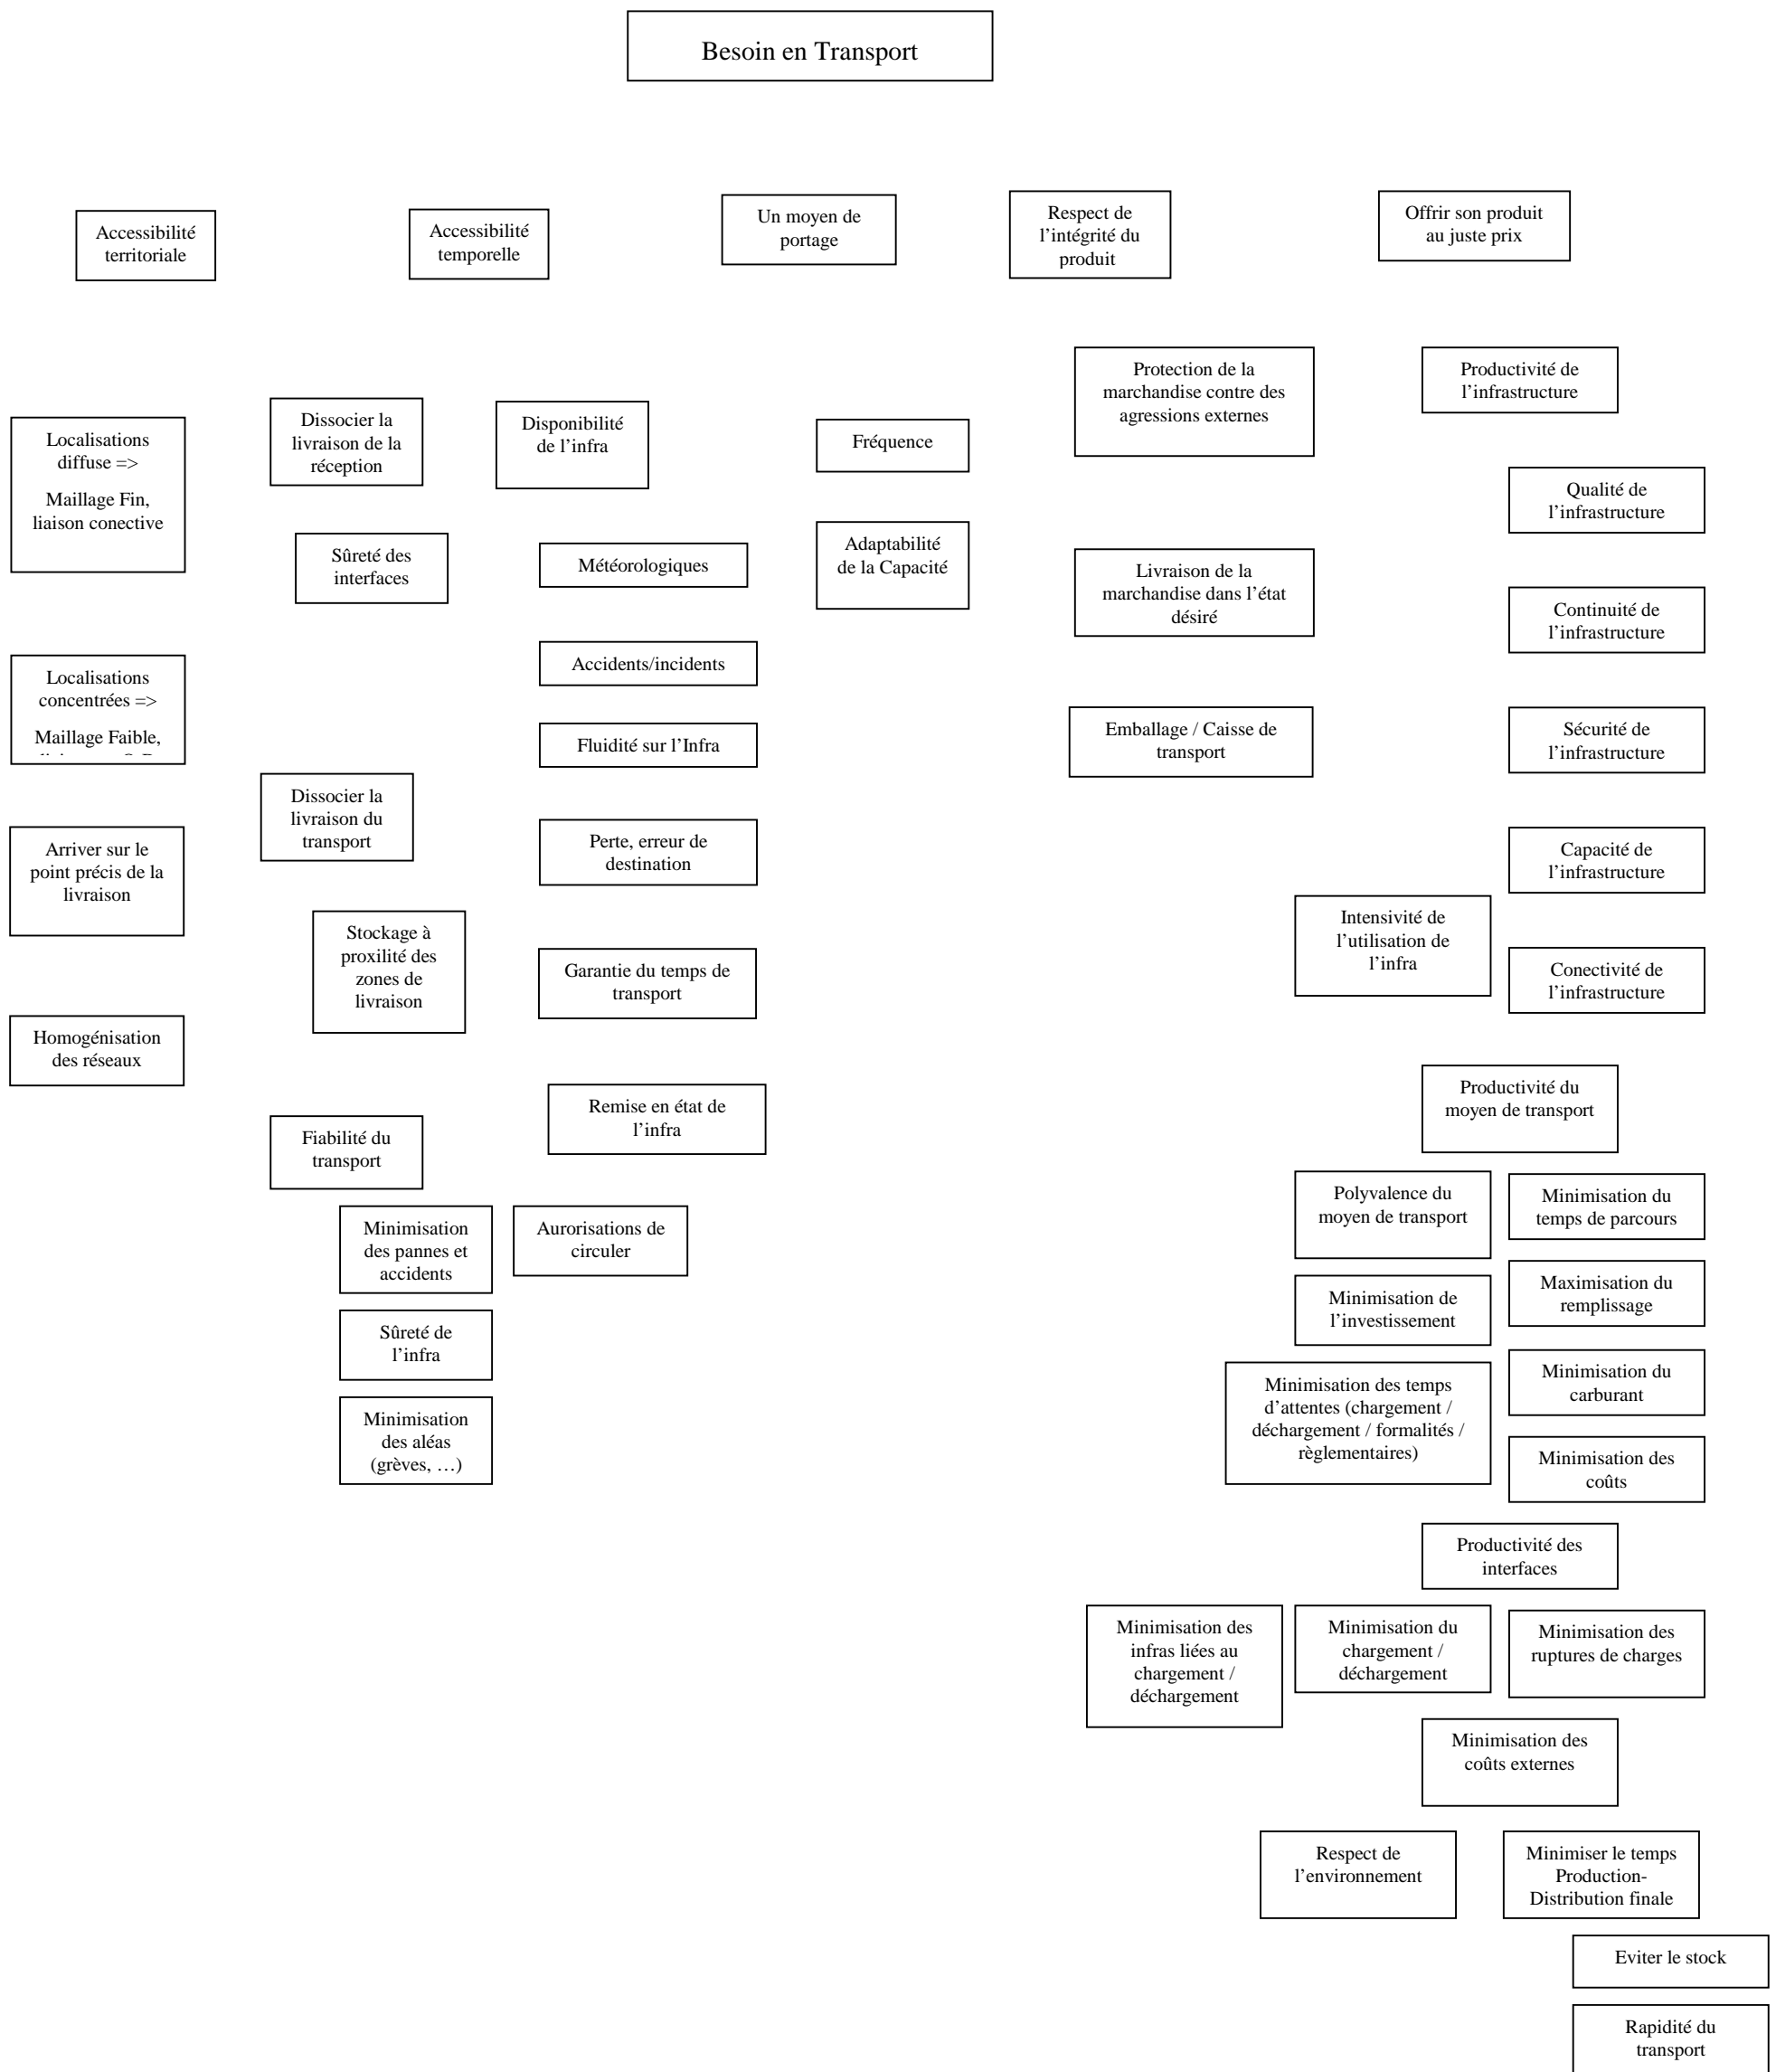 Besoin en Transport
Accessibilité
territoriale
Accessibilité
temporelle
Un moyen de
portage
Respect de
l'intégrité du
produit
Offrir son produit
au juste prix
Localisations
diffuse =>
Maillage Fin,
liaison conective
Localisations
concentrées =>
Maillage Faible,
Arriver sur le
point précis de la
livraison
Homogénisation
des réseaux
Dissocier la
livraison de la
réception
Sûreté des
interfaces
Dissocier la
livraison du
transport
Stockage à
proxilité des
zones de
livraison
Fiabilité du
transport
Minimisation
des pannes et
accidents
Sûreté de
l'infra
Minimisation
des aléas
(grèves, …)
Disponibilité
de l'infra
Météorologiques
Accidents/incidents
Fluidité sur l'Infra
Perte, erreur de
destination
Garantie du temps de
transport
Remise en état de
l'infra
Aurorisations de
circuler
Fréquence
Adaptabilité
de la Capacité
Protection de la
marchandise contre des
agressions externes
Livraison de la
marchandise dans l'état
désiré
Emballage / Caisse de
transport
Productivité de
l'infrastructure
Qualité de
l'infrastructure
Continuité de
l'infrastructure
Sécurité de
l'infrastructure
Capacité de
l'infrastructure
Intensivité de
l'utilisation de
l'infra
Conectivité de
l'infrastructure
Productivité du
moyen de transport
Polyvalence du
moyen de transport
Minimisation du
temps de parcours
Minimisation de
l'investissement
Maximisation du
remplissage
Minimisation des temps
d'attentes (chargement /
déchargement / formalités /
règlementaires)
Minimisation du
carburant
Minimisation des
coûts
Productivité des
interfaces
Minimisation des
infras liées au
chargement /
déchargement
Minimisation du
chargement /
déchargement
Minimisation des
ruptures de charges
Minimisation des
coûts externes
Respect de
l'environnement
Minimiser le temps
Production-
Distribution finale
Eviter le stock
Rapidité du
transport